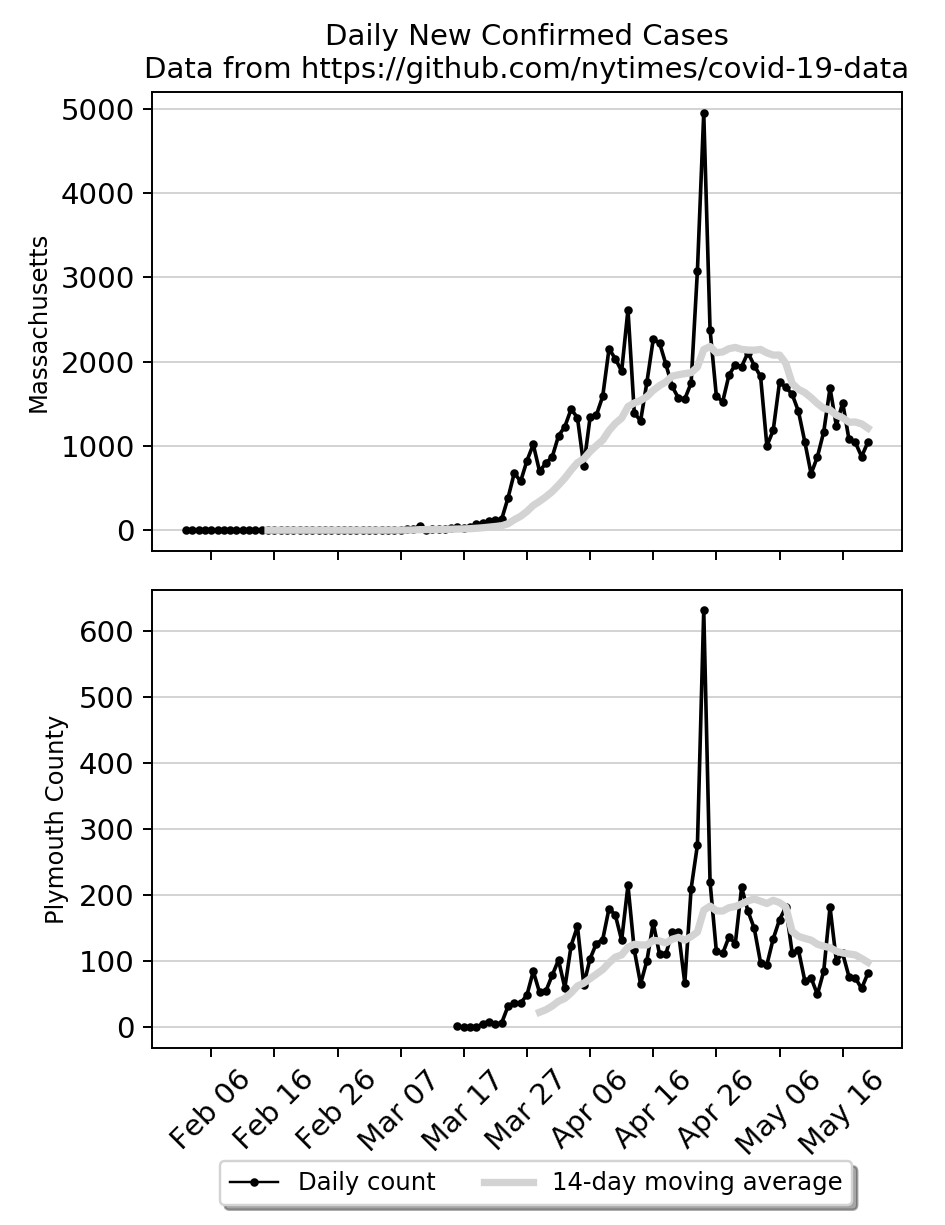 Daily New Confirmed Cases
Data from https://github.com/nytimes/covid-19-data
5000
4000
3000
2000
1000
0
Massachusetts
600
500
400
300
200
100
0
Plymouth County
Feb 06
Feb 16
Feb 26
Mar 07
Mar 17
Mar 27
Apr 06
Apr 16
Apr 26
May 06
May 16
Daily count
14-day moving average